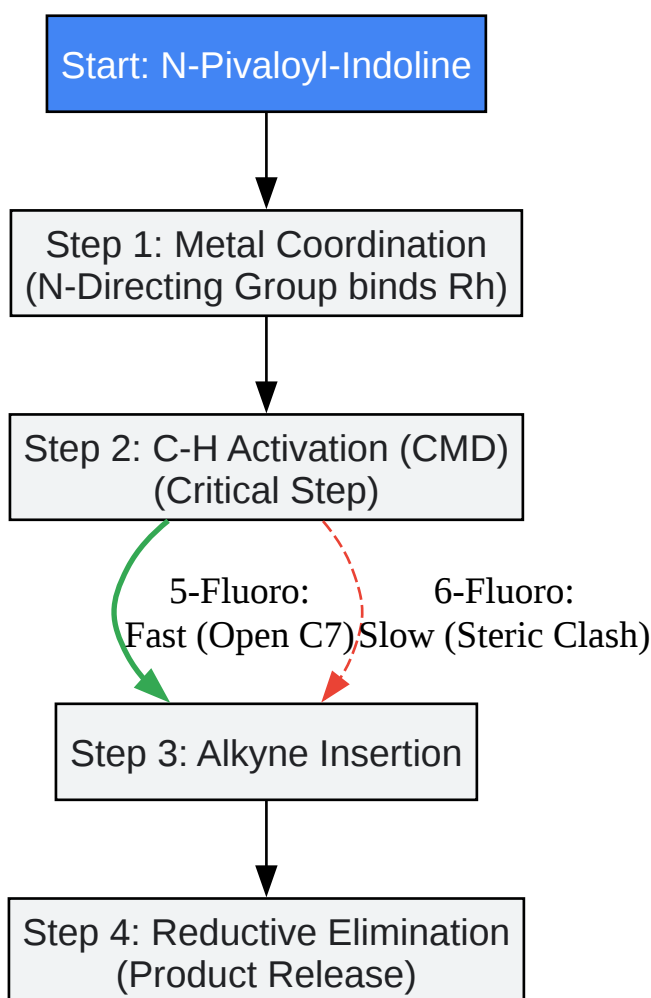 Start: N-Pivaloyl-Indoline
Step 1: Metal Coordination
(N-Directing Group binds Rh)
Step 2: C-H Activation (CMD)
(Critical Step)
5-Fluoro:
Fast (Open C7)
6-Fluoro:
Slow (Steric Clash)
Step 3: Alkyne Insertion
Step 4: Reductive Elimination
(Product Release)